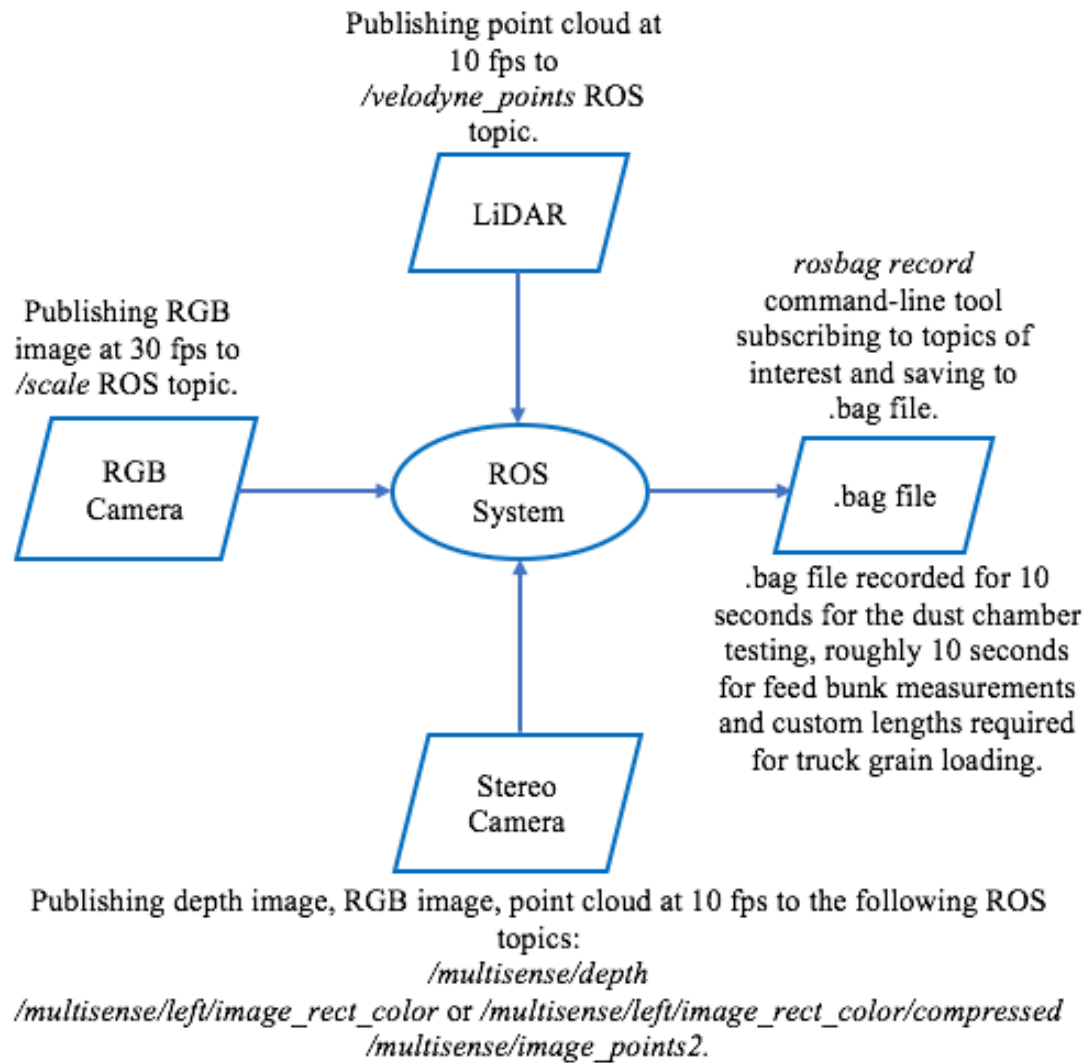 Publishing point cloud at
10 fps to
/velodyne_points ROS
topic.
LiDAR
Publishing RGB
image at 30 fps to
/scale ROS topic.
RGB
Camera
ROS
System
rosbag record
command-line tool
subscribing to topics of
interest and saving to
.bag file.
.bag file
.bag file recorded for 10
seconds for the dust chamber
testing, roughly 10 seconds
for feed bunk measurements
and custom lengths required
for truck grain loading.
Stereo
Camera
Publishing depth image, RGB image, point cloud at 10 fps to the following ROS
topics:
/multisense/depth
/multisense/left/image_rect_color or /multisense/left/image_rect_color/compressed
/multisense/image_points2.